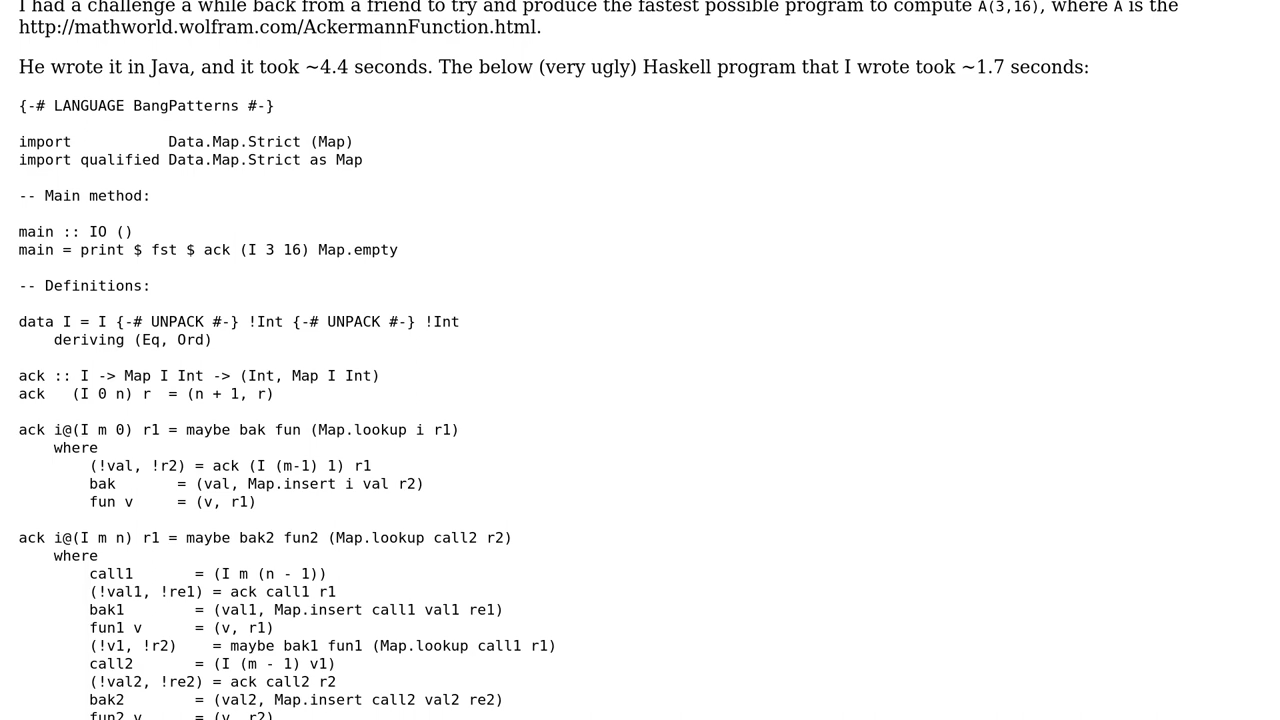 I had a challenge a while back from a friend to try and produce the fastest possible program to compute A(3,16), where A is the
http://mathworld.wolfram.com/AckermannFunction.html.
He wrote it in Java, and it took ~4.4 seconds. The below (very ugly) Haskell program that I wrote took ~1.7 seconds:
{-# LANGUAGE BangPatterns #-}
import           Data.Map.Strict (Map)
import qualified Data.Map.Strict as Map
-- Main method:
main :: IO ()
main = print $ fst $ ack (I 3 16) Map.empty
-- Definitions:
data I = I {-# UNPACK #-} !Int {-# UNPACK #-} !Int
    deriving (Eq, Ord)
ack :: I -> Map I Int -> (Int, Map I Int)
ack   (I 0 n) r  = (n + 1, r)
ack i@(I m 0) r1 = maybe bak fun (Map.lookup i r1)
    where
        (!val, !r2) = ack (I (m-1) 1) r1
        bak       = (val, Map.insert i val r2)
        fun v     = (v, r1)
ack i@(I m n) r1 = maybe bak2 fun2 (Map.lookup call2 r2)
    where
        call1       = (I m (n - 1))
        (!val1, !re1) = ack call1 r1
        bak1        = (val1, Map.insert call1 val1 re1)
        fun1 v      = (v, r1)
        (!v1, !r2)    = maybe bak1 fun1 (Map.lookup call1 r1)
        call2       = (I (m - 1) v1)
        (!val2, !re2) = ack call2 r2
        bak2        = (val2, Map.insert call2 val2 re2)
        fun2 v      = (v, r2)